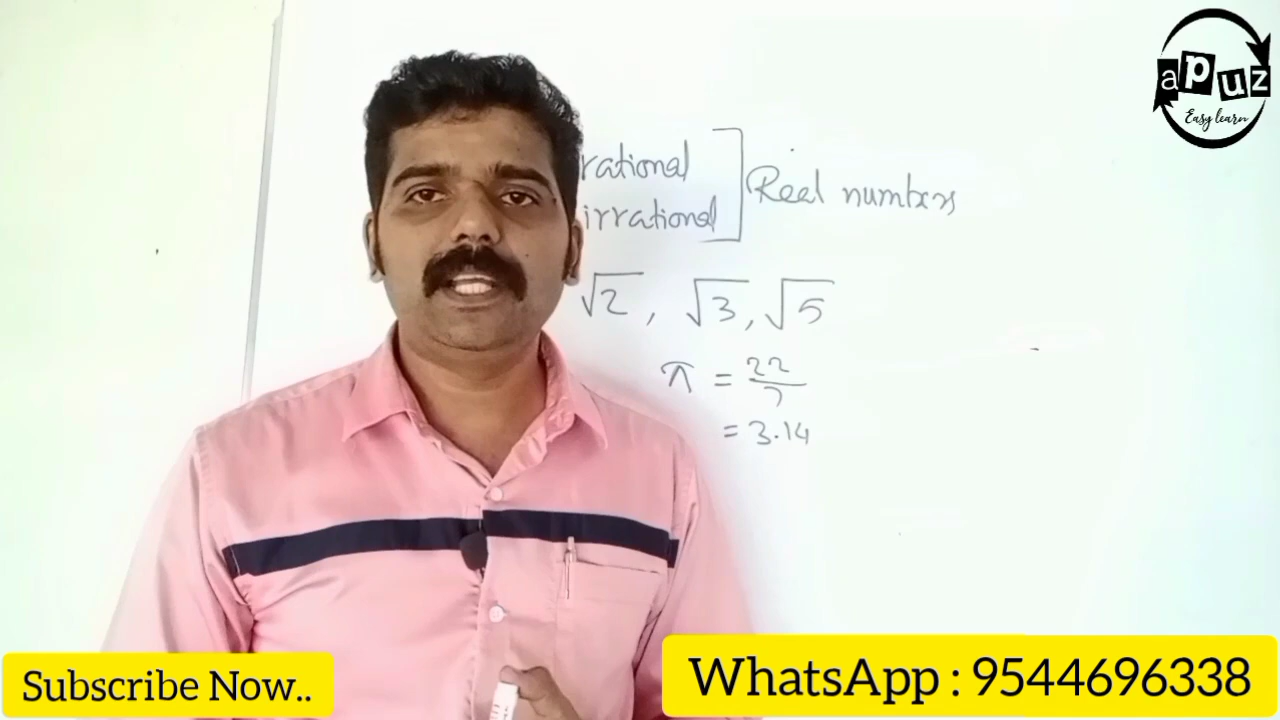 apuz
Easy learn
rational
irrational
Real numbers
√2, √3, √5
π = 22/7
= 3.14
Subscribe Now..
WhatsApp : 9544696338